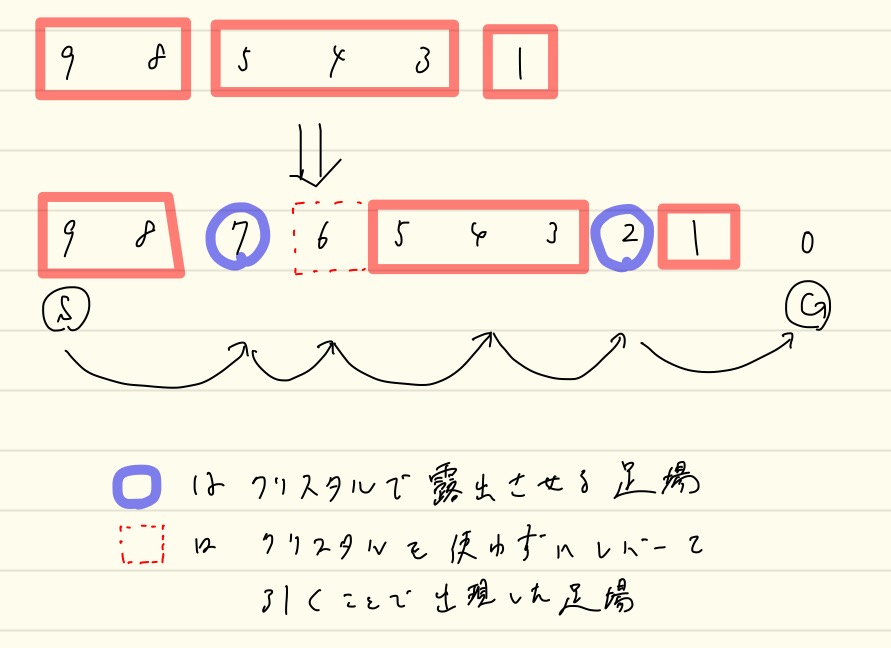 9 8 5 4 3 1
9 8 7 6 5 4 3 2 1 0
S G
は クリスタルで 露出させる 足場
は クリスタルを 使わずにレバーを
引くことで 出現した 足場